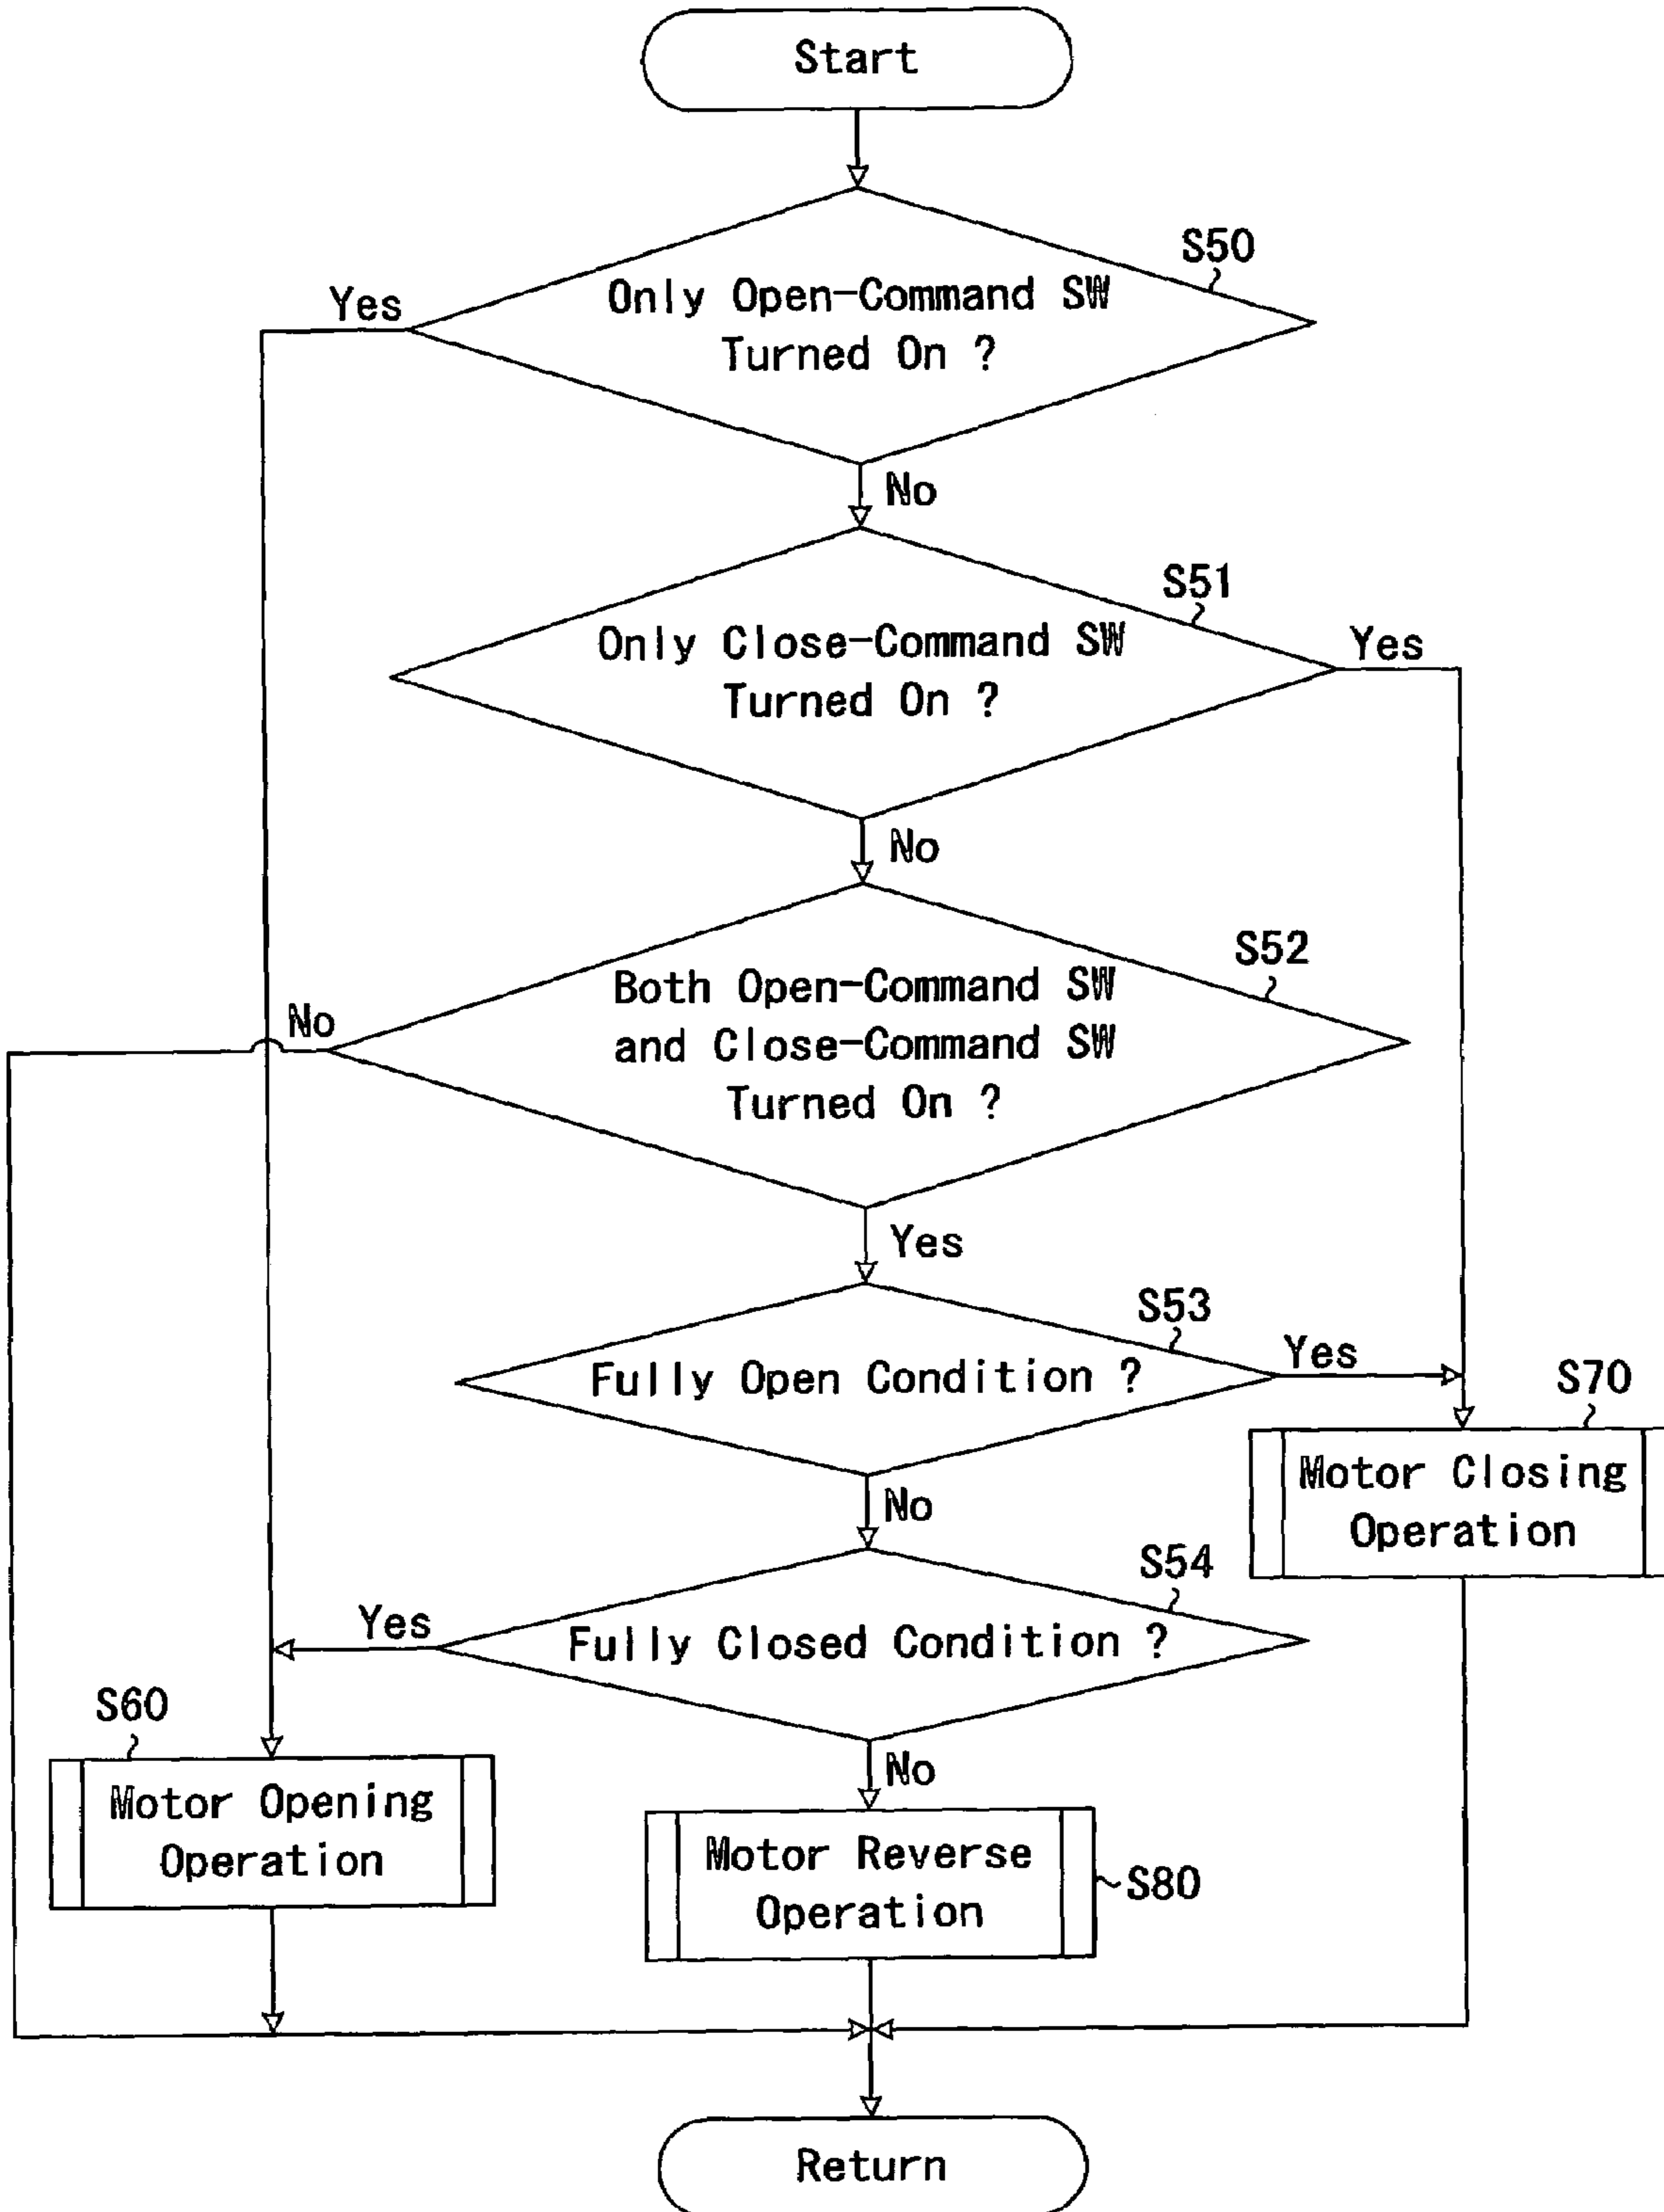 Start
S50
Yes
Only Open-Command SW
Turned On ?
No
S51
Only Close-Command SW
Turned On ?
Yes
No
S52
Both Open-Command SW
and Close-Command SW
Turned On ?
No
Yes
S53
Fully Open Condition ?
Yes
S70
Motor Closing
Operation
No
S54
Yes
Fully Closed Condition ?
S60
Motor Opening
Operation
No
Motor Reverse
Operation
S80
Return